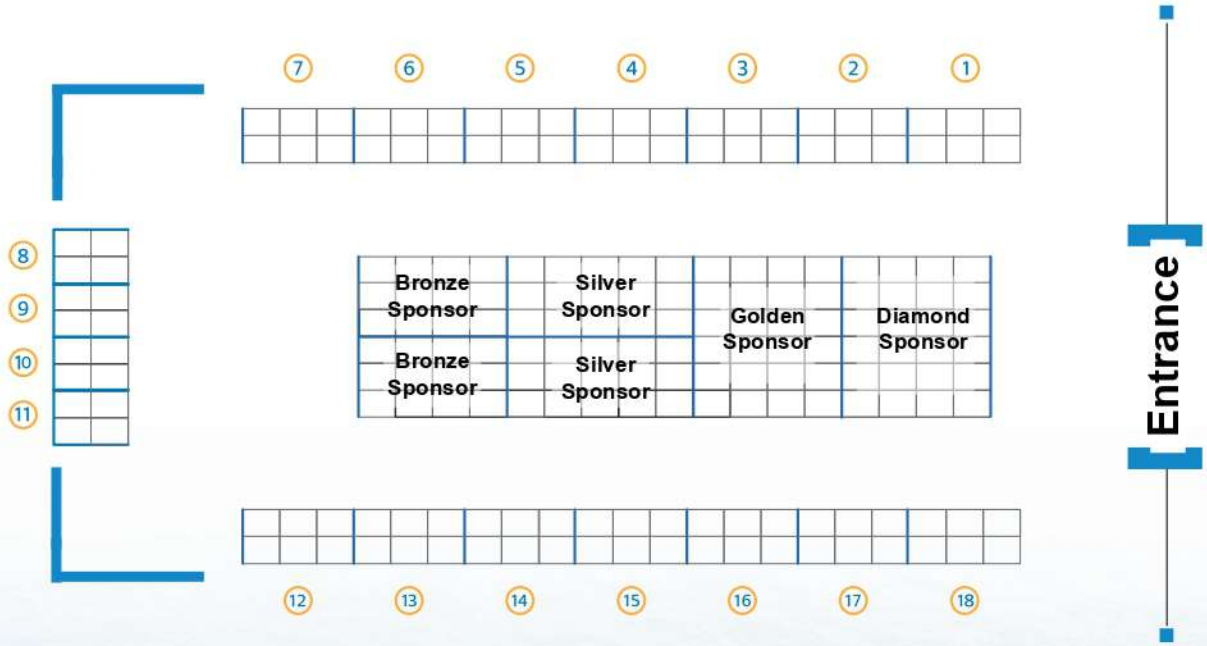 7 6 5 4 3 2 1
8
9
10
11
Bronze
Sponsor
Silver
Sponsor
Bronze
Sponsor
Silver
Sponsor
Golden
Sponsor
Diamond
Sponsor
Entrance
12 13 14 15 16 17 18